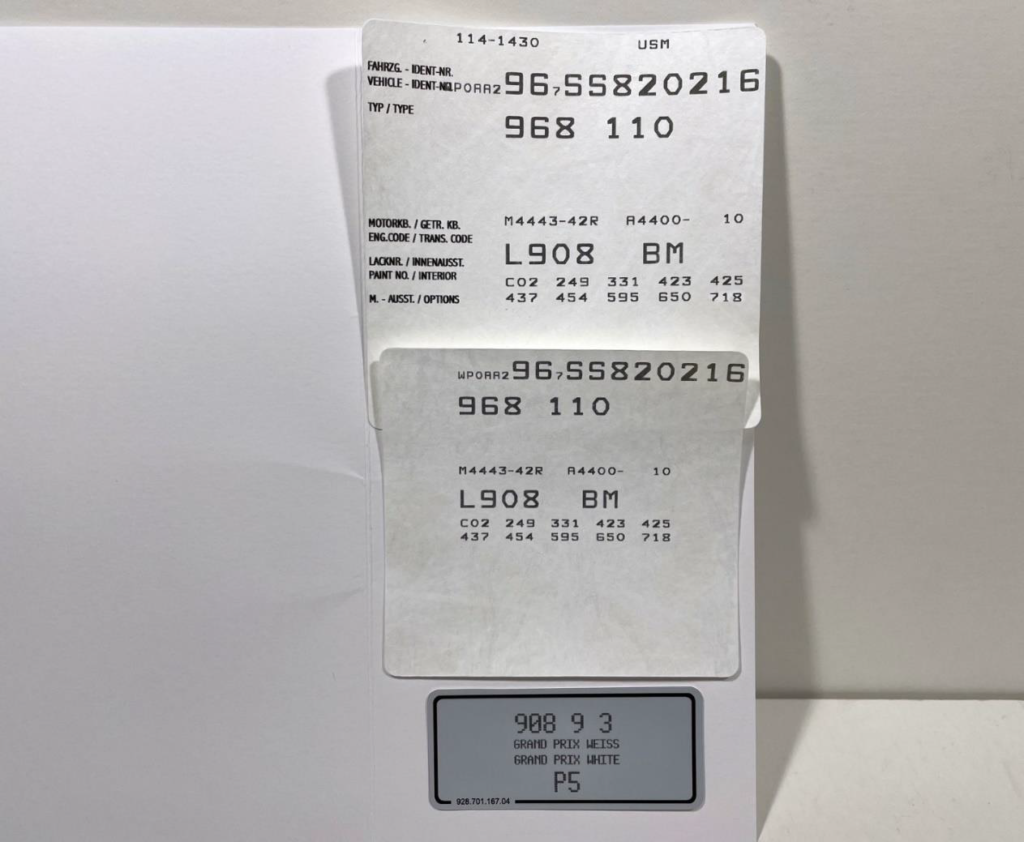 114-1430 USM
FAHRZG. - IDENT-NR.
VEHICLE - IDENT-NO. WPOAA2 96,SS820216
TYP / TYPE
968 110
MOTORKB. / GETR. KB.
ENG.CODE / TRANS. CODE
M4443-42R A4400- 10
LACKNR. / INNENAUSST.
PAINT NO. / INTERIOR
L908 BM
M. - AUSST. / OPTIONS
C02 249 331 423 425
437 454 595 650 718
WPOAA2 96,SS820216
968 110
M4443-42R A4400- 10
L908 BM
C02 249 331 423 425
437 454 595 650 718
908 9 3
GRAND PRIX WEISS
GRAND PRIX WHITE
P5
928.701.167.04